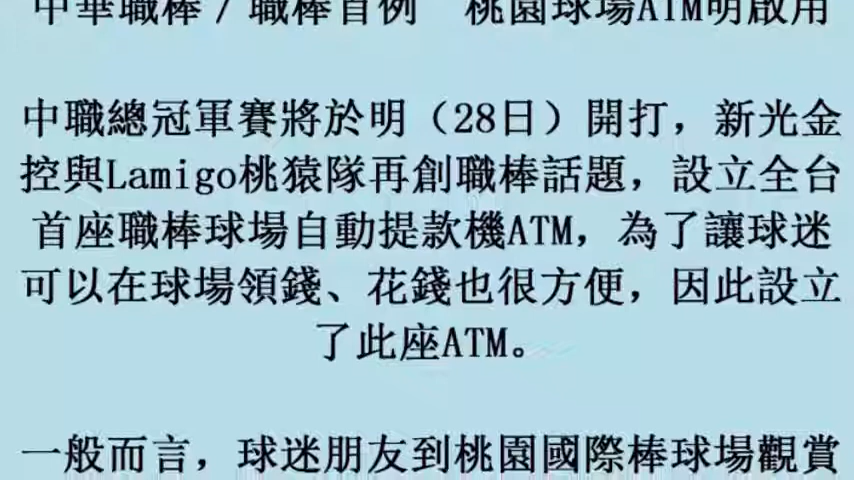 中華職棒／職棒首例　桃園球場ATM明啟用
中職總冠軍賽將於明（28日）開打，新光金
控與Lamigo桃猿隊再創職棒話題，設立全台
首座職棒球場自動提款機ATM，為了讓球迷
可以在球場領錢、花錢也很方便，因此設立
了此座ATM。
一般而言，球迷朋友到桃園國際棒球場觀賞